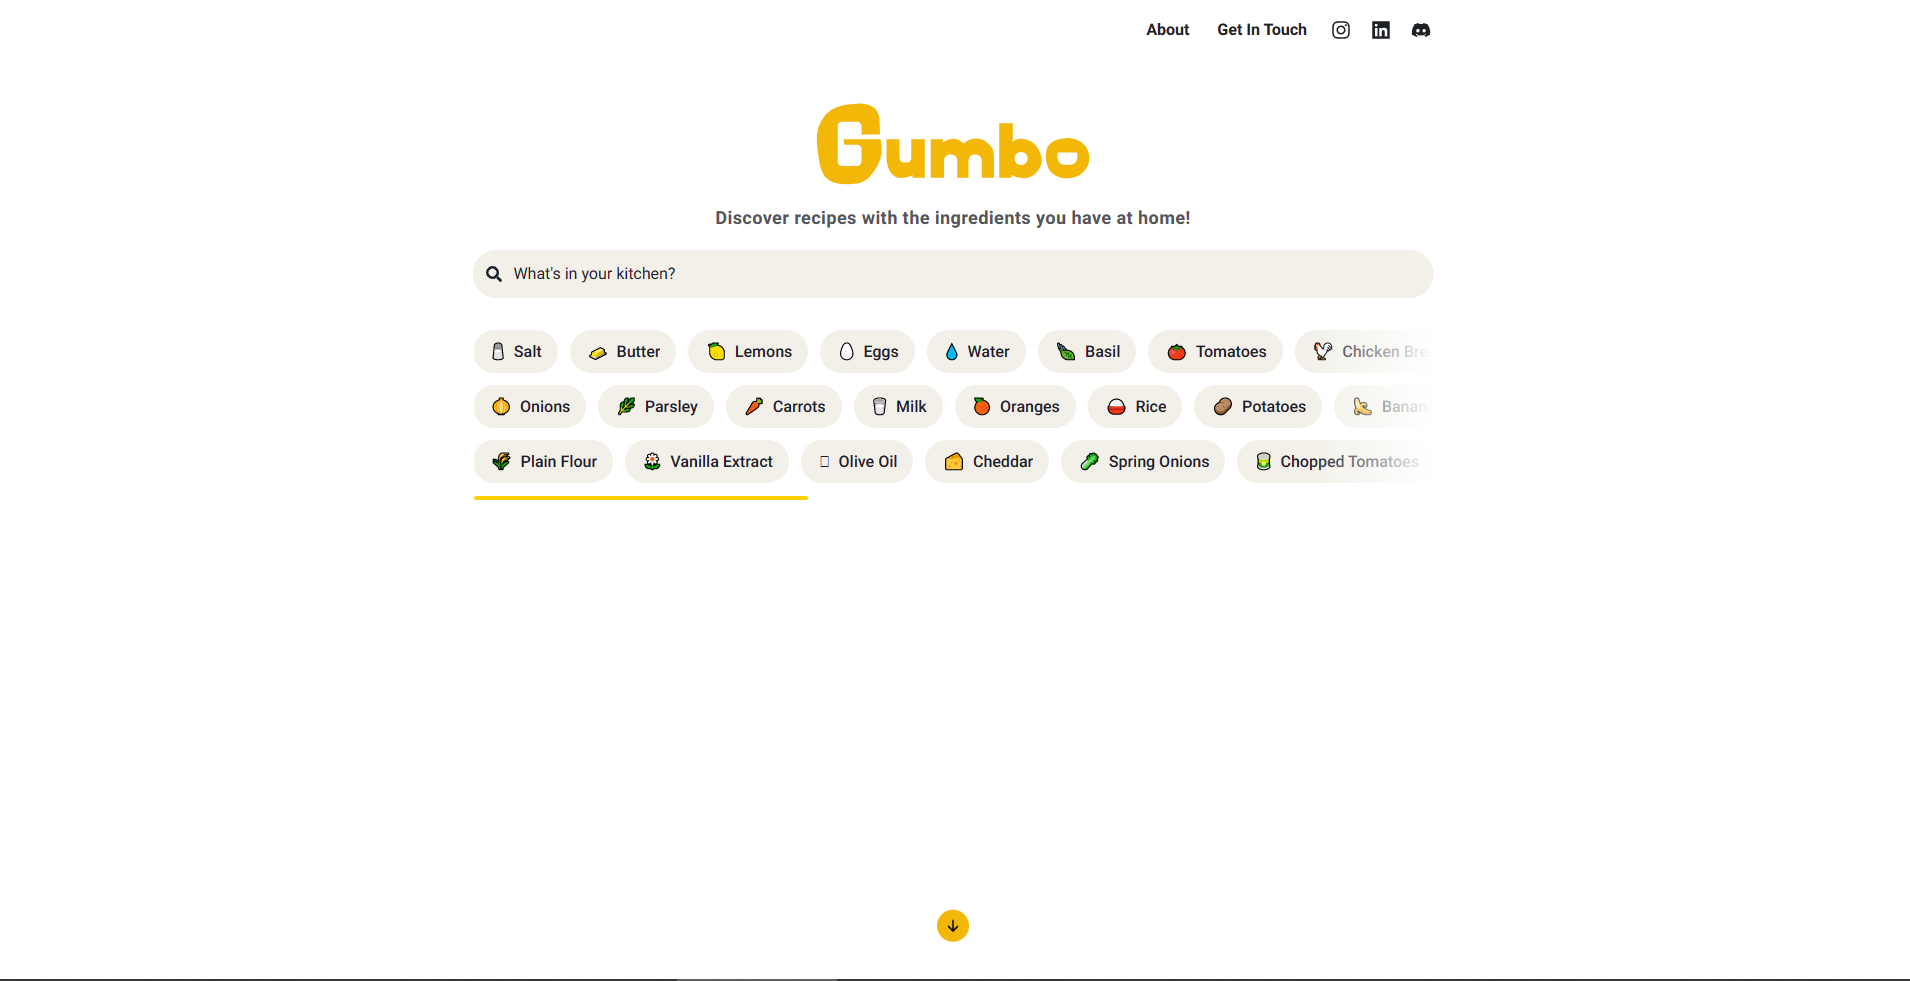 About Get In Touch
Gumbo
Discover recipes with the ingredients you have at home!
What's in your kitchen?
Salt Butter Lemons Eggs Water Basil Tomatoes Chicken Bre
Onions Parsley Carrots Milk Oranges Rice Potatoes Banan
Plain Flour Vanilla Extract Olive Oil Cheddar Spring Onions Chopped Tomatoes